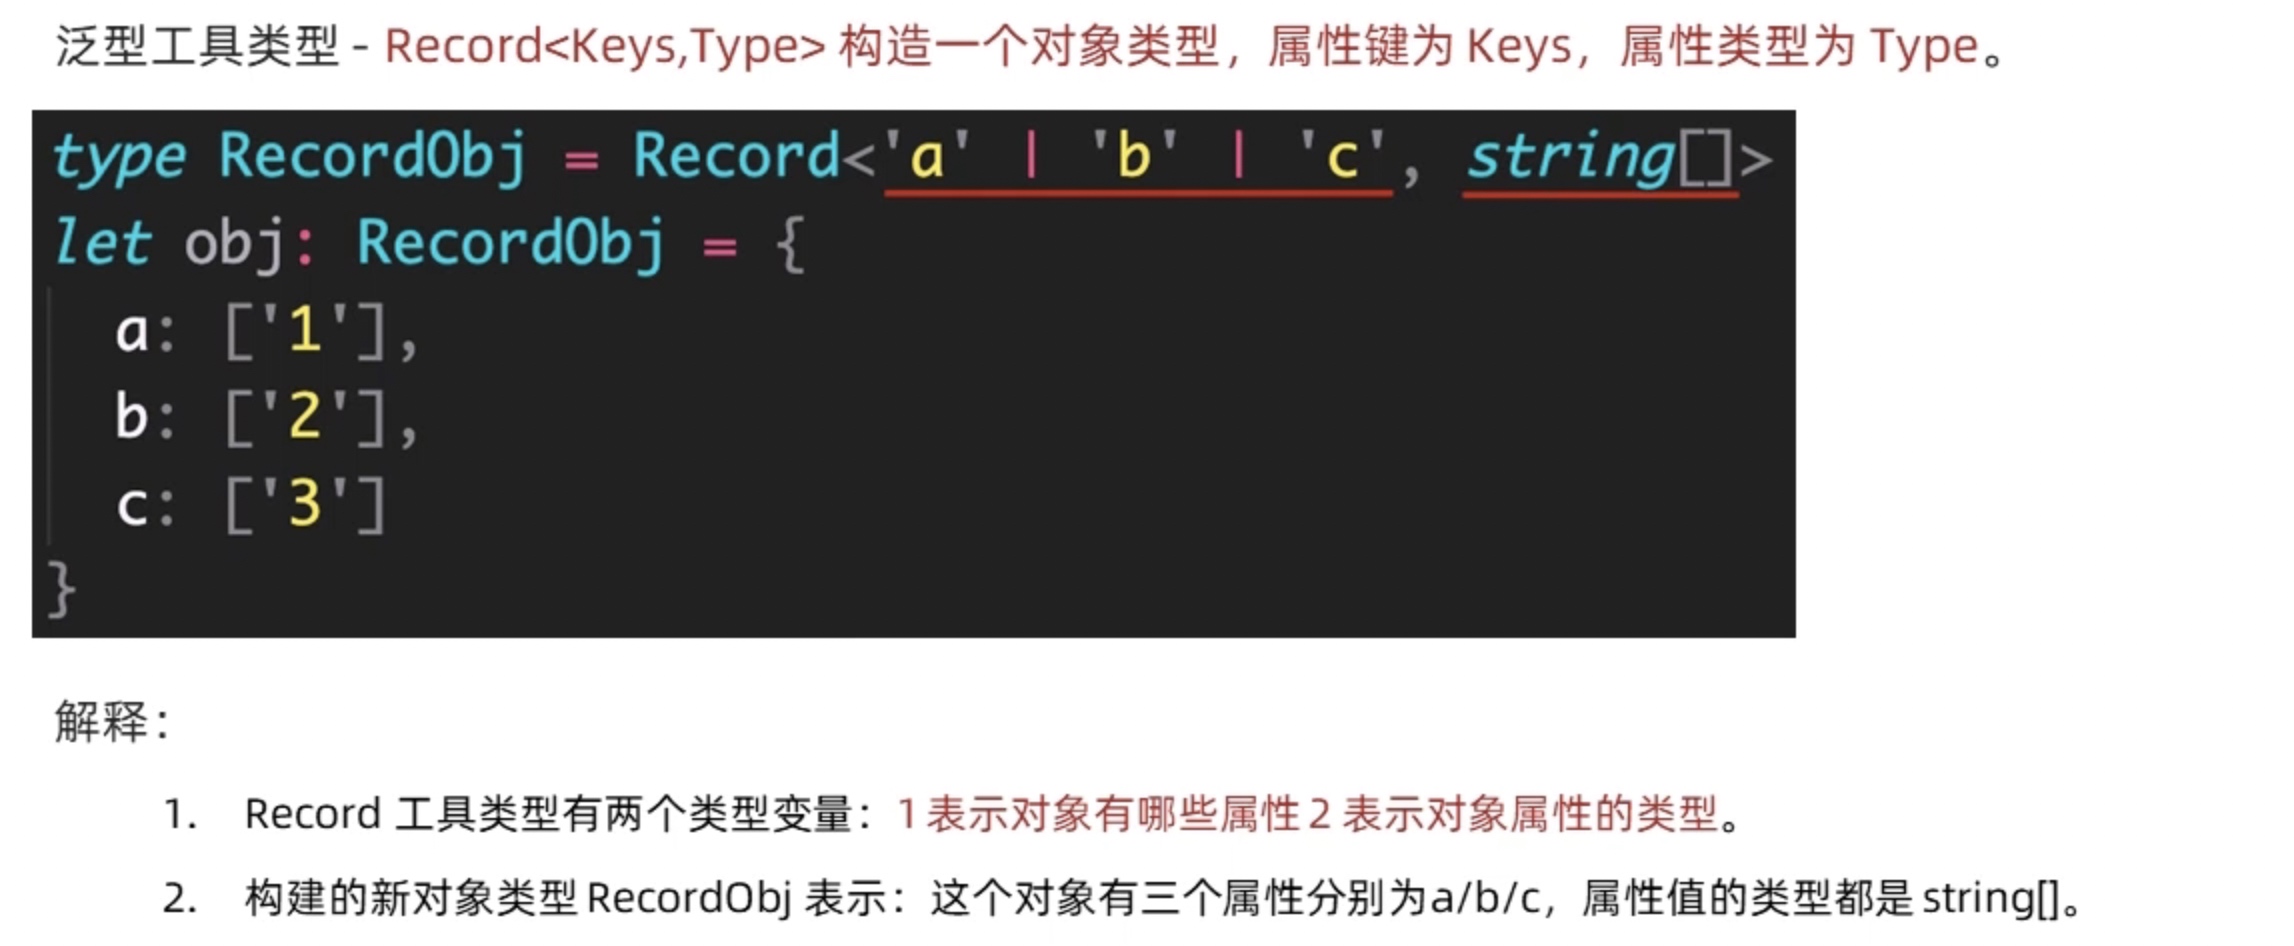 泛型工具类型 - Record<Keys,Type> 构造一个对象类型，属性键为 Keys，属性类型为 Type。
type RecordObj = Record<'a' | 'b' | 'c', string[]>
let obj: RecordObj = {
  a: ['1'],
  b: ['2'],
  c: ['3']
}
解释：
1. Record 工具类型有两个类型变量：1 表示对象有哪些属性 2 表示对象属性的类型。
2. 构建的新对象类型 RecordObj 表示：这个对象有三个属性分别为a/b/c，属性值的类型都是 string[]。